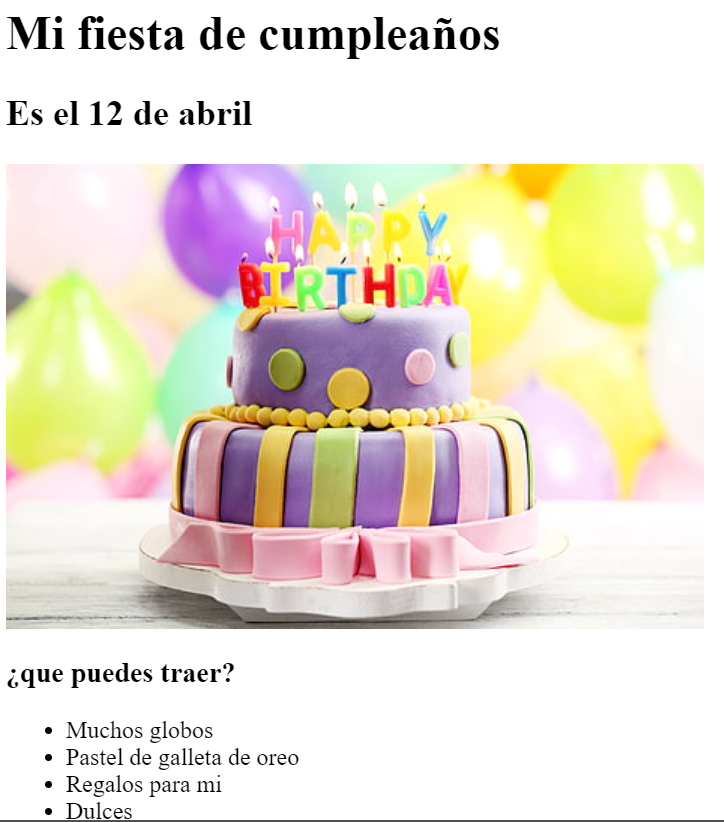 Mi fiesta de cumpleaños
Es el 12 de abril
HAPPY
BIRTHDAY
¿que puedes traer?
Muchos globos
Pastel de galleta de oreo
Regalos para mi
Dulces